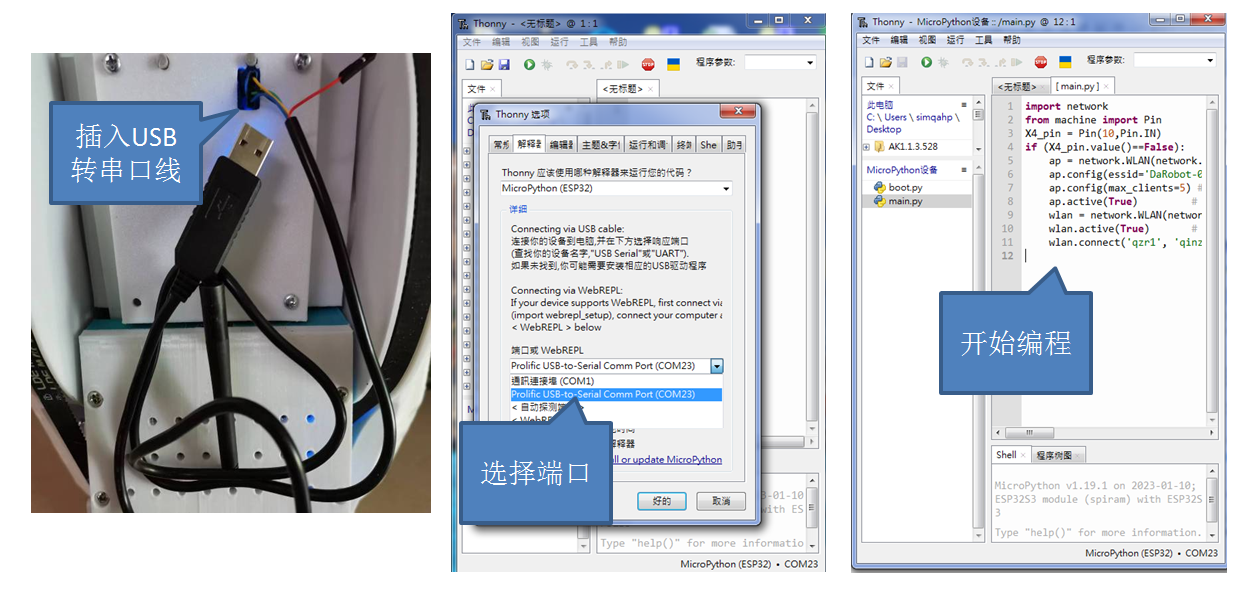 插入USB
转串口线
Thonny - <无标题> @ 1:1
文件 编辑 视图 运行 工具 帮助
程序参数:
文件 ×
<无标题> ×
Thonny 选项
解释器 编辑器 主题&字 运行和调 She 助手
Thonny 应该使用哪种解释器来运行您的代码？
MicroPython (ESP32)
详细
Connecting via USB cable:
连接你的设备到电脑,并在下方选择响应端口
(查找你的设备名字,"USB Serial"或"UART").
如果未找到,你可能需要安装相应的USB驱动程序
Connecting via WebREPL:
If your device supports WebREPL, first connect via
(import webrepl_setup), connect your computer a
< WebREPL > below
端口或 WebREPL
Prolific USB-to-Serial Comm Port (COM23)
通訊連接埠 (COM1)
Prolific USB-to-Serial Comm Port (COM23)
< 自动探测
选择端口
ll or update MicroPython
好的 取消
3-01-10
with ES
Type "help()" for more informatio
MicroPython (ESP32) • COM23
Thonny - MicroPython设备 :: /main.py @ 12:1
文件 编辑 视图 运行 工具 帮助
STOP
程序参数:
文件 ×
此电脑
C: \ Users \ simqahp \
Desktop
AK1.1.3.528
MicroPython设备
boot.py
main.py
<无标题> × [ main.py ] ×
1 import network
2 from machine import Pin
3 X4_pin = Pin(10,Pin.IN)
4 if (X4_pin.value()==False):
5 ap = network.WLAN(network.
6 ap.config(essid='DaRobot-0
7 ap.config(max_clients=5) #
8 ap.active(True) #
9 wlan = network.WLAN(networ
10 wlan.active(True) #
11 wlan.connect('qzr1', 'qinz
12
开始编程
Shell × 程序树图 ×
MicroPython v1.19.1 on 2023-01-10;
ESP32S3 module (spiram) with ESP32S
3
Type "help()" for more information.
MicroPython (ESP32) • COM23